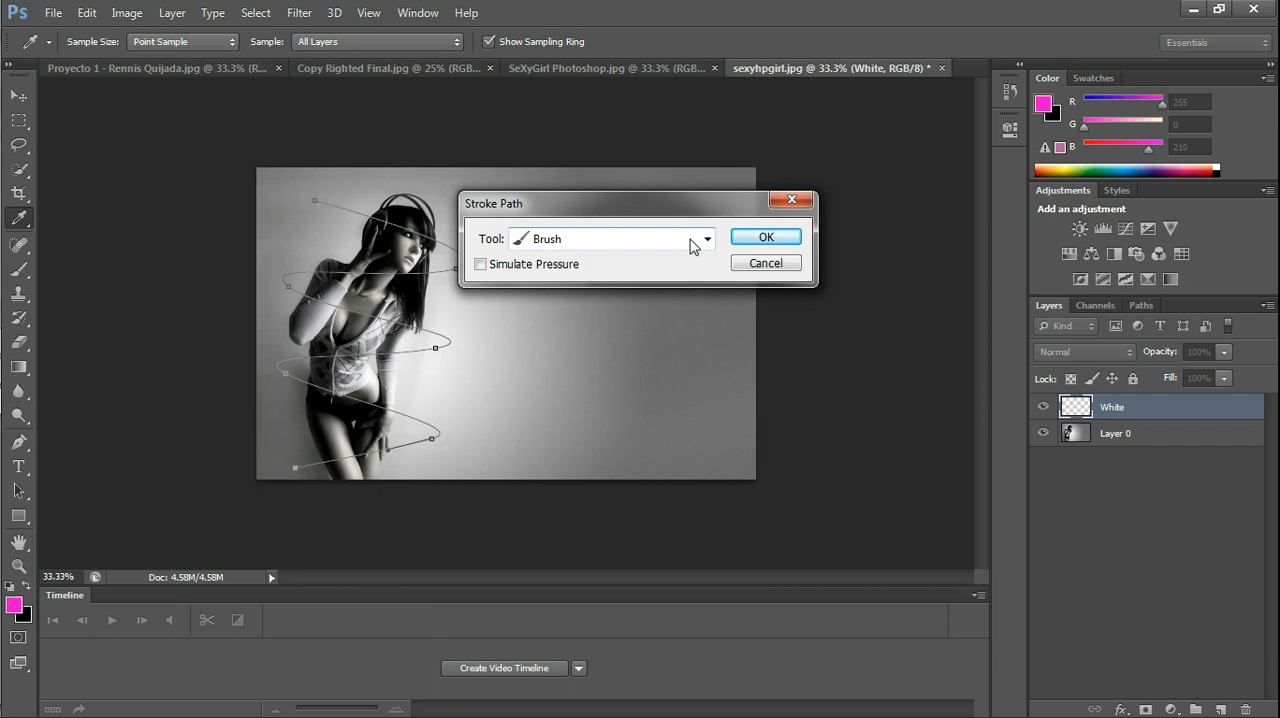 Ps File Edit Image Layer Type Select Filter 3D View Window Help
Sample Size: Point Sample Sample: All Layers Show Sampling Ring Essentials
Proyecto 1 - Rennis Quijada.jpg @ 33.3% (R... × Copy Righted Final.jpg @ 25% (RGB... × SeXyGirl Photoshop.jpg @ 33.3% (RGB... × sexyhpgirl.jpg @ 33.3% (White, RGB/8) * ×
Color Swatches
R 255
G 0
B 210
Adjustments Styles
Add an adjustment
Stroke Path
Tool: Brush OK
Simulate Pressure Cancel
Layers Channels Paths
Kind
Normal Opacity: 100%
Lock: Fill: 100%
White
Layer 0
33.33% Doc: 4.58M/4.58M
Timeline
Create Video Timeline